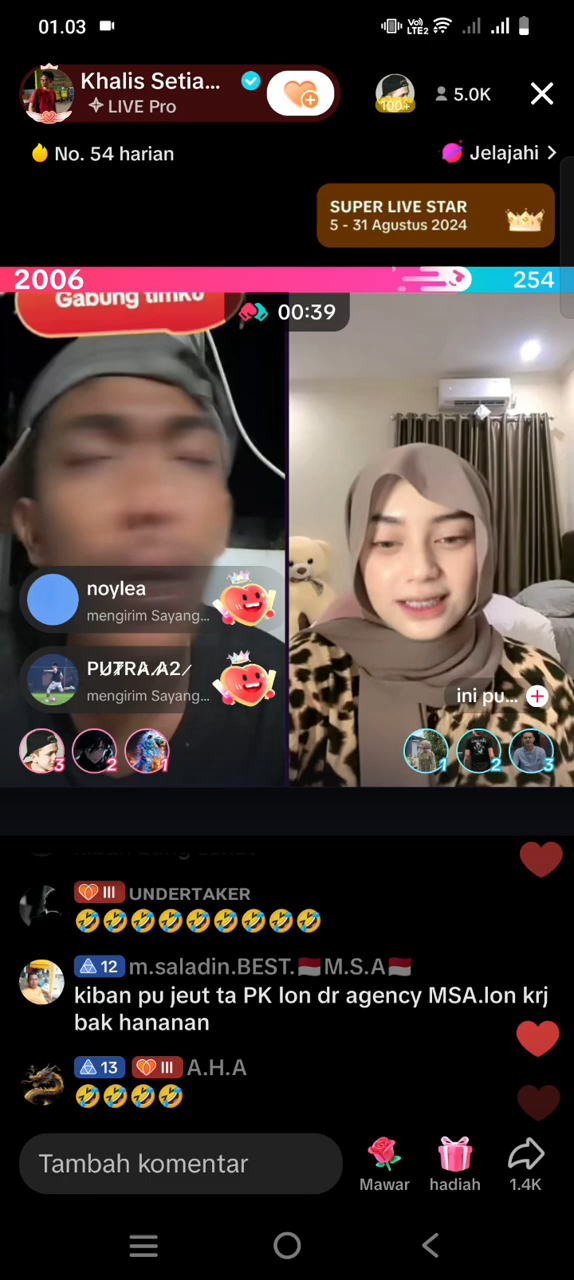 01.03
Vol)
LTE2
Khalis Setia...
LIVE Pro
100+
5.0K
No. 54 harian
Jelajahi >
SUPER LIVE STAR
5 - 31 Agustus 2024
2006
254
Gabung timKu
00:39
noylea
mengirim Sayang...
PUTRA A2
mengirim Sayang...
ini pu...
3
2
1
1
2
3
III UNDERTAKER
🤣🤣🤣🤣🤣🤣🤣🤣🤣
12 m.saladin.BEST.🇮🇩M.S.A🇮🇩
kiban pu jeut ta PK lon dr agency MSA.lon krj
bak hananan
13 III A.H.A
🤣🤣🤣🤣
Tambah komentar
Mawar
hadiah
1.4K